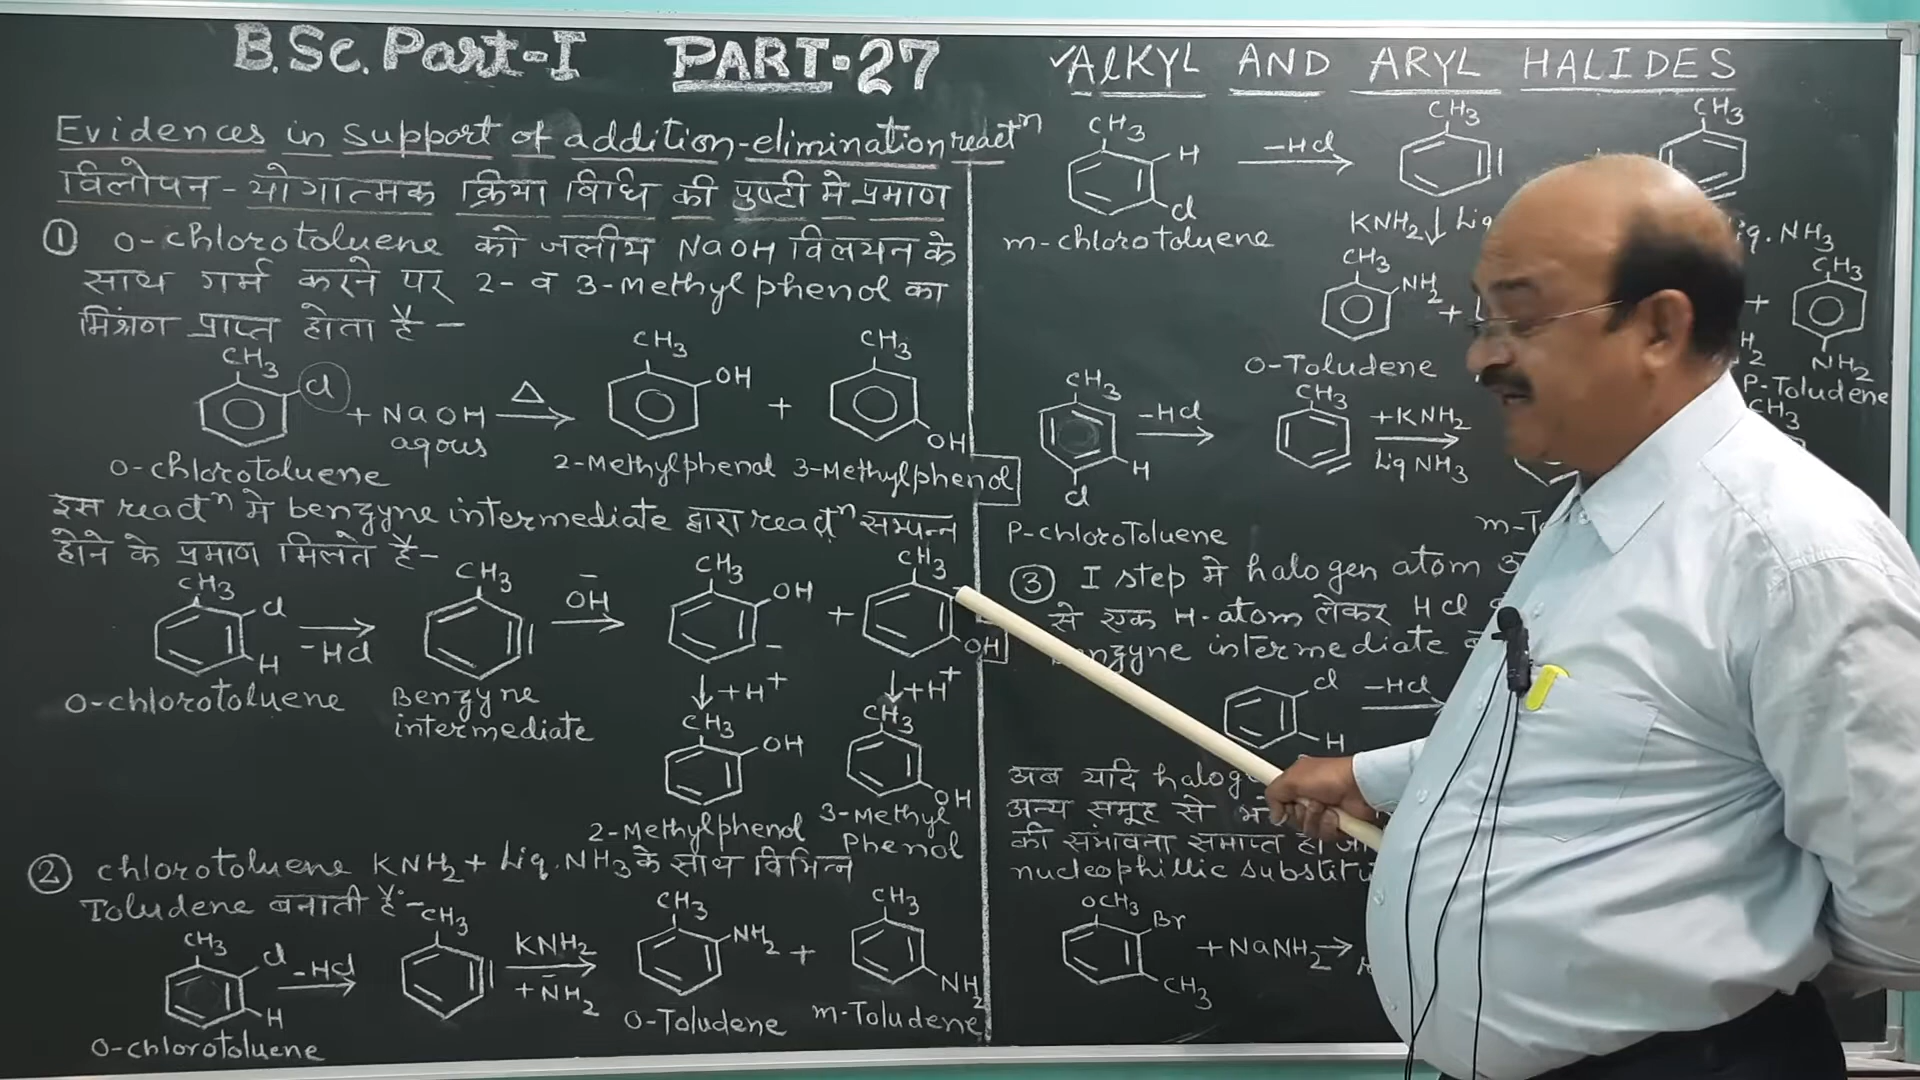 B.Sc. Part-I PART-27
Evidences in support of addition-elimination reactⁿ
विलोपन-योगात्मक क्रिया विधि की पुष्टी मे प्रमाण
① o-chlorotoluene को जलीय NaOH विलयन के
साथ गर्म करने पर 2- व 3-Methyl phenol का
मिश्रण प्राप्त होता है -
CH3 CH3 CH3
Cl OH
+ NaOH Δ +
aqous OH
o-chlorotoluene 2-Methylphenol 3-Methylphenol
इस reactⁿ मे benzyne intermediate द्वारा reactⁿ सम्पन्न
होने के प्रमाण मिलते है-
CH3 CH3 CH3 CH3
Cl ŌH OH +
H -HCl - OH
o-chlorotoluene Benzyne +H+ +H+
intermediate
CH3 CH3
OH OH
2-Methylphenol 3-Methyl
Phenol
② chlorotoluene KNH2 + Liq. NH3 के साथ विभिन्न
Toludene बनाती है:-
CH3 CH3 CH3 CH3
Cl -HCl KNH2 NH2 +
H + N̄H2 NH2
o-chlorotoluene o-Toludene m-Toludene
✓AlKYL AND ARYL HALIDES
CH3 CH3 CH3
H -HCl
Cl
m-chlorotoluene KNH2 Liq iq. NH3
CH3 CH3
NH2 + +
NH2
o-Toludene P-Toludene
CH3 CH3 CH3
-HCl +KNH2
H Liq NH3
Cl
P-chloroToluene
③ I step मे halogen atom
से एक H-atom लेकर HCl
benzyne intermediate
Cl -HCl
H
अब यदि
अन्य समूह से
की संभावना समाप्त हो
nucleophillic
OCH3
Br
+ NaNH2 →
CH3